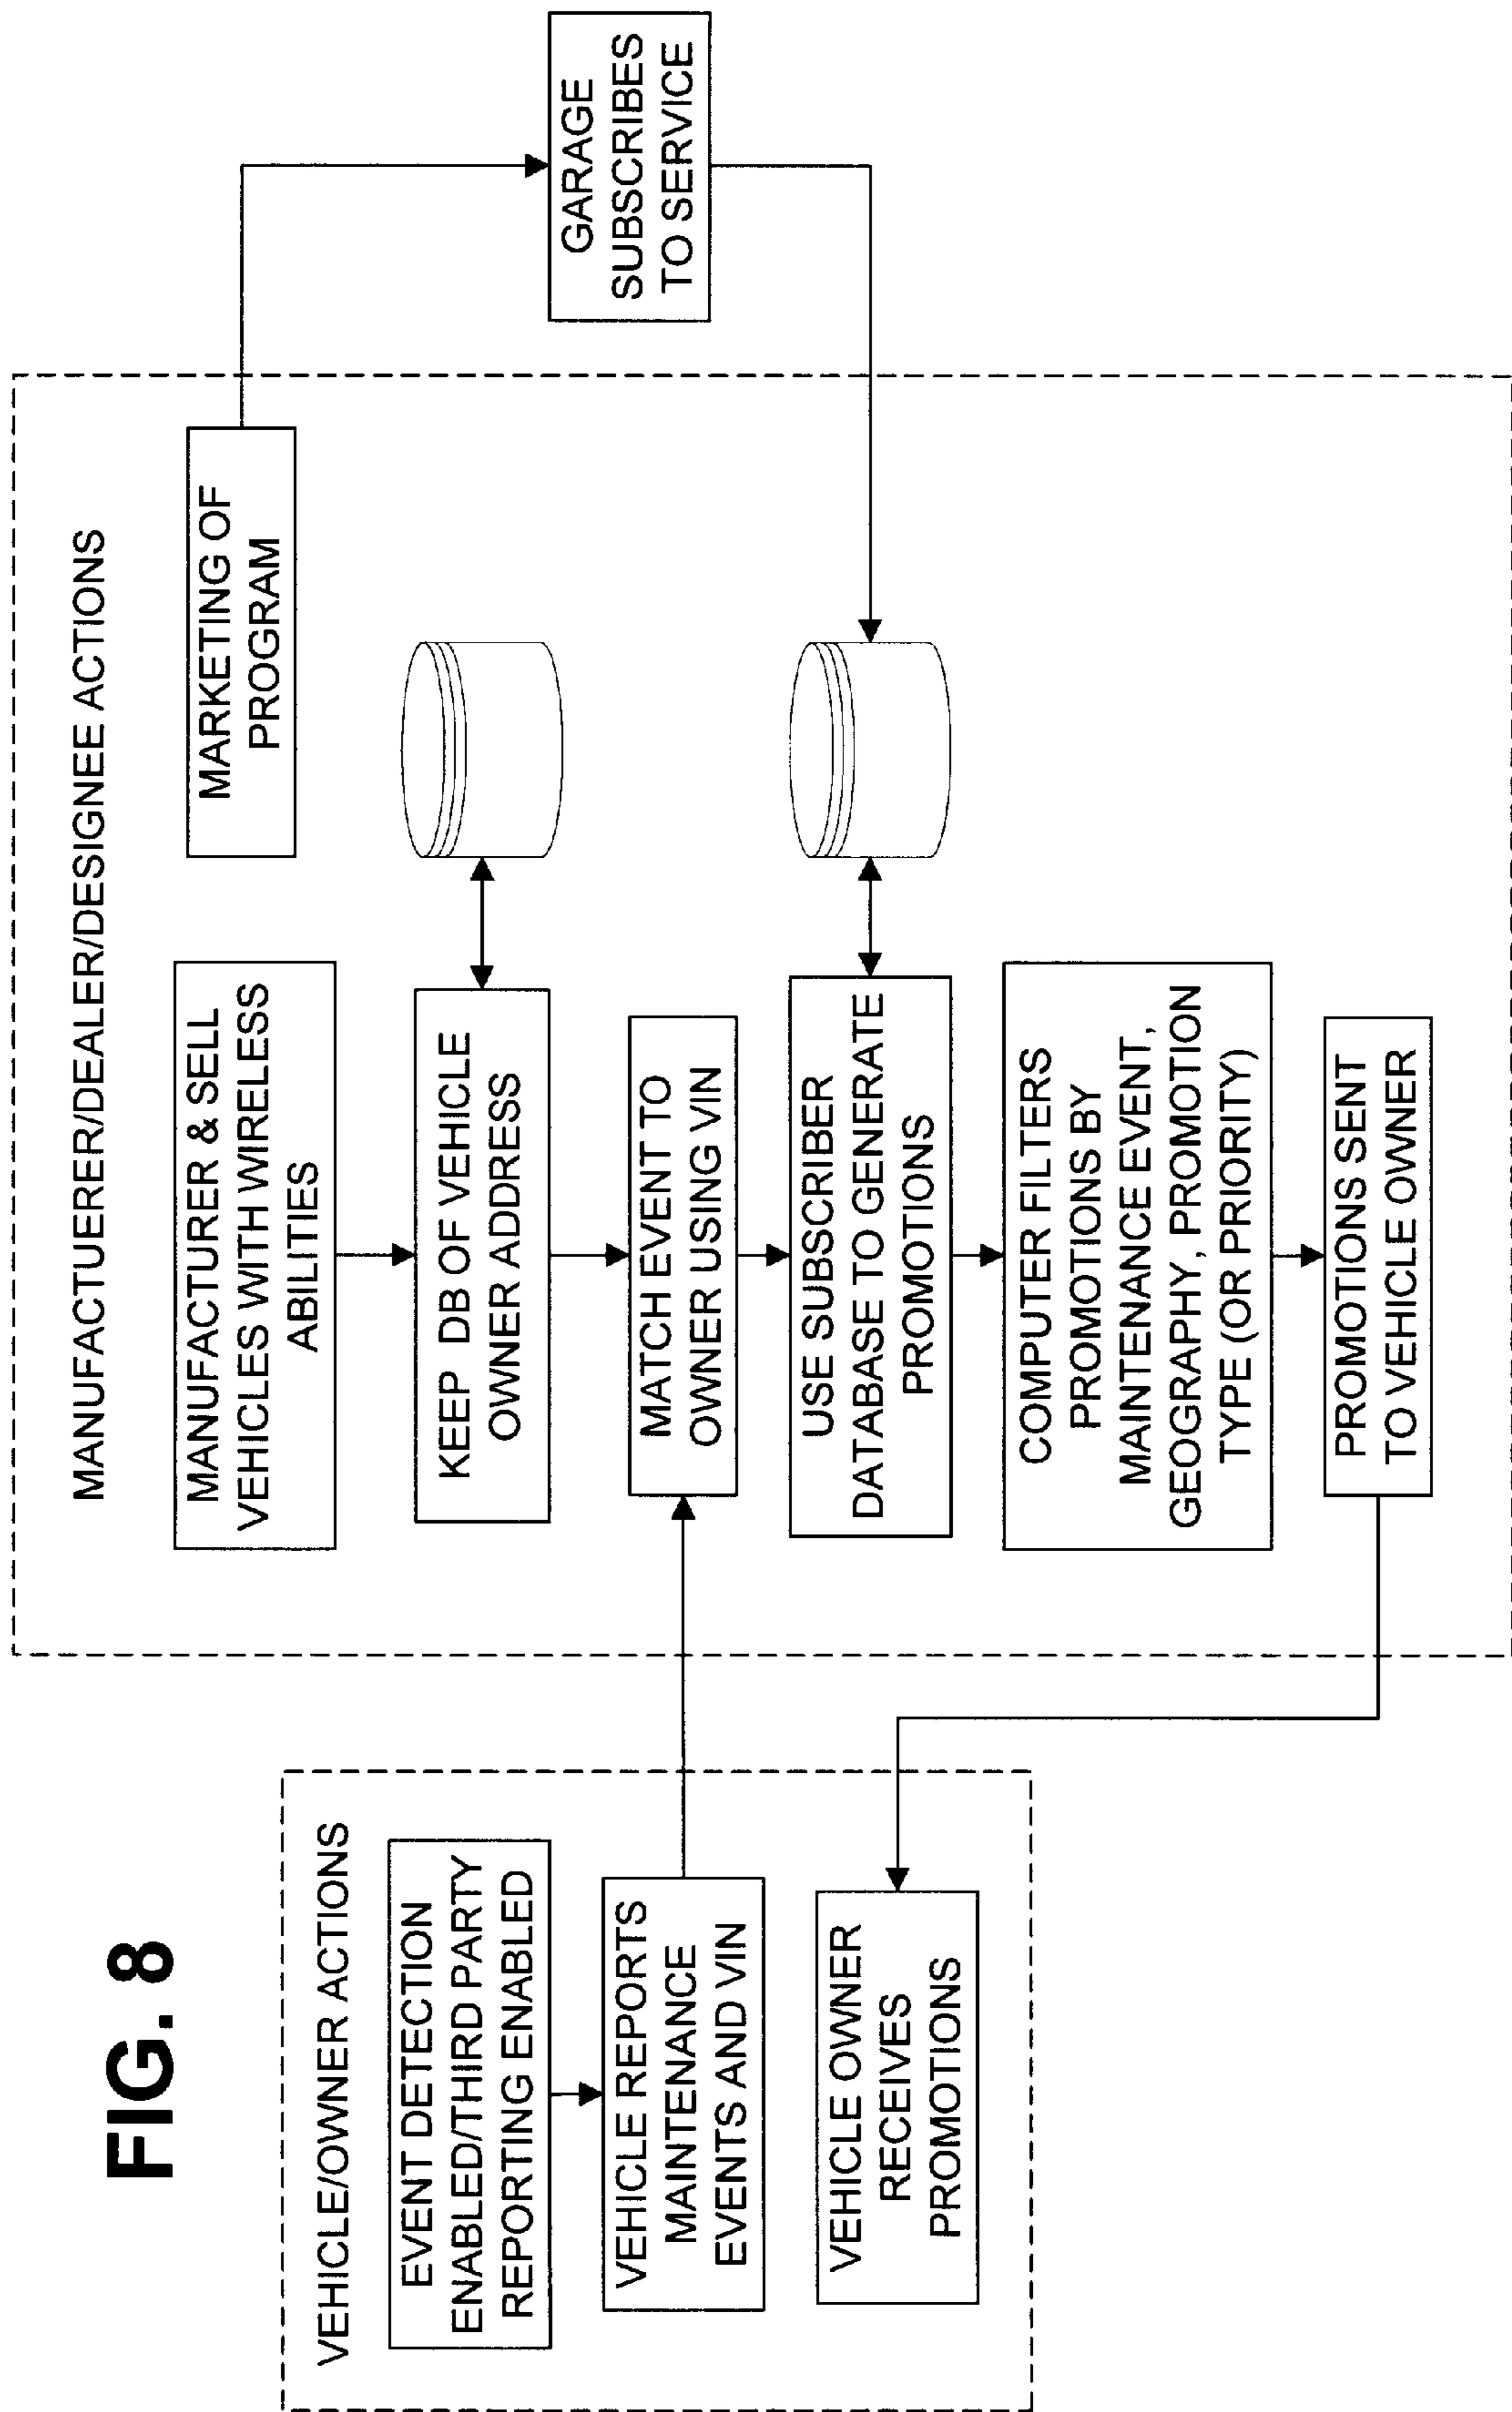 FIG. 8
VEHICLE/OWNER ACTIONS
EVENT DETECTION
ENABLED/THIRD PARTY
REPORTING ENABLED
VEHICLE REPORTS
MAINTENANCE
EVENTS AND VIN
VEHICLE OWNER
RECEIVES
PROMOTIONS
MANUFACTUERER/DEALER/DESIGNEE ACTIONS
MANUFACTURER & SELL
VEHICLES WITH WIRELESS
ABILITIES
KEEP DB OF VEHICLE
OWNER ADDRESS
MATCH EVENT TO
OWNER USING VIN
USE SUBSCRIBER
DATABASE TO GENERATE
PROMOTIONS
COMPUTER FILTERS
PROMOTIONS BY
MAINTENANCE EVENT,
GEOGRAPHY, PROMOTION
TYPE (OR PRIORITY)
PROMOTIONS SENT
TO VEHICLE OWNER
MARKETING OF
PROGRAM
GARAGE
SUBSCRIBES
TO SERVICE